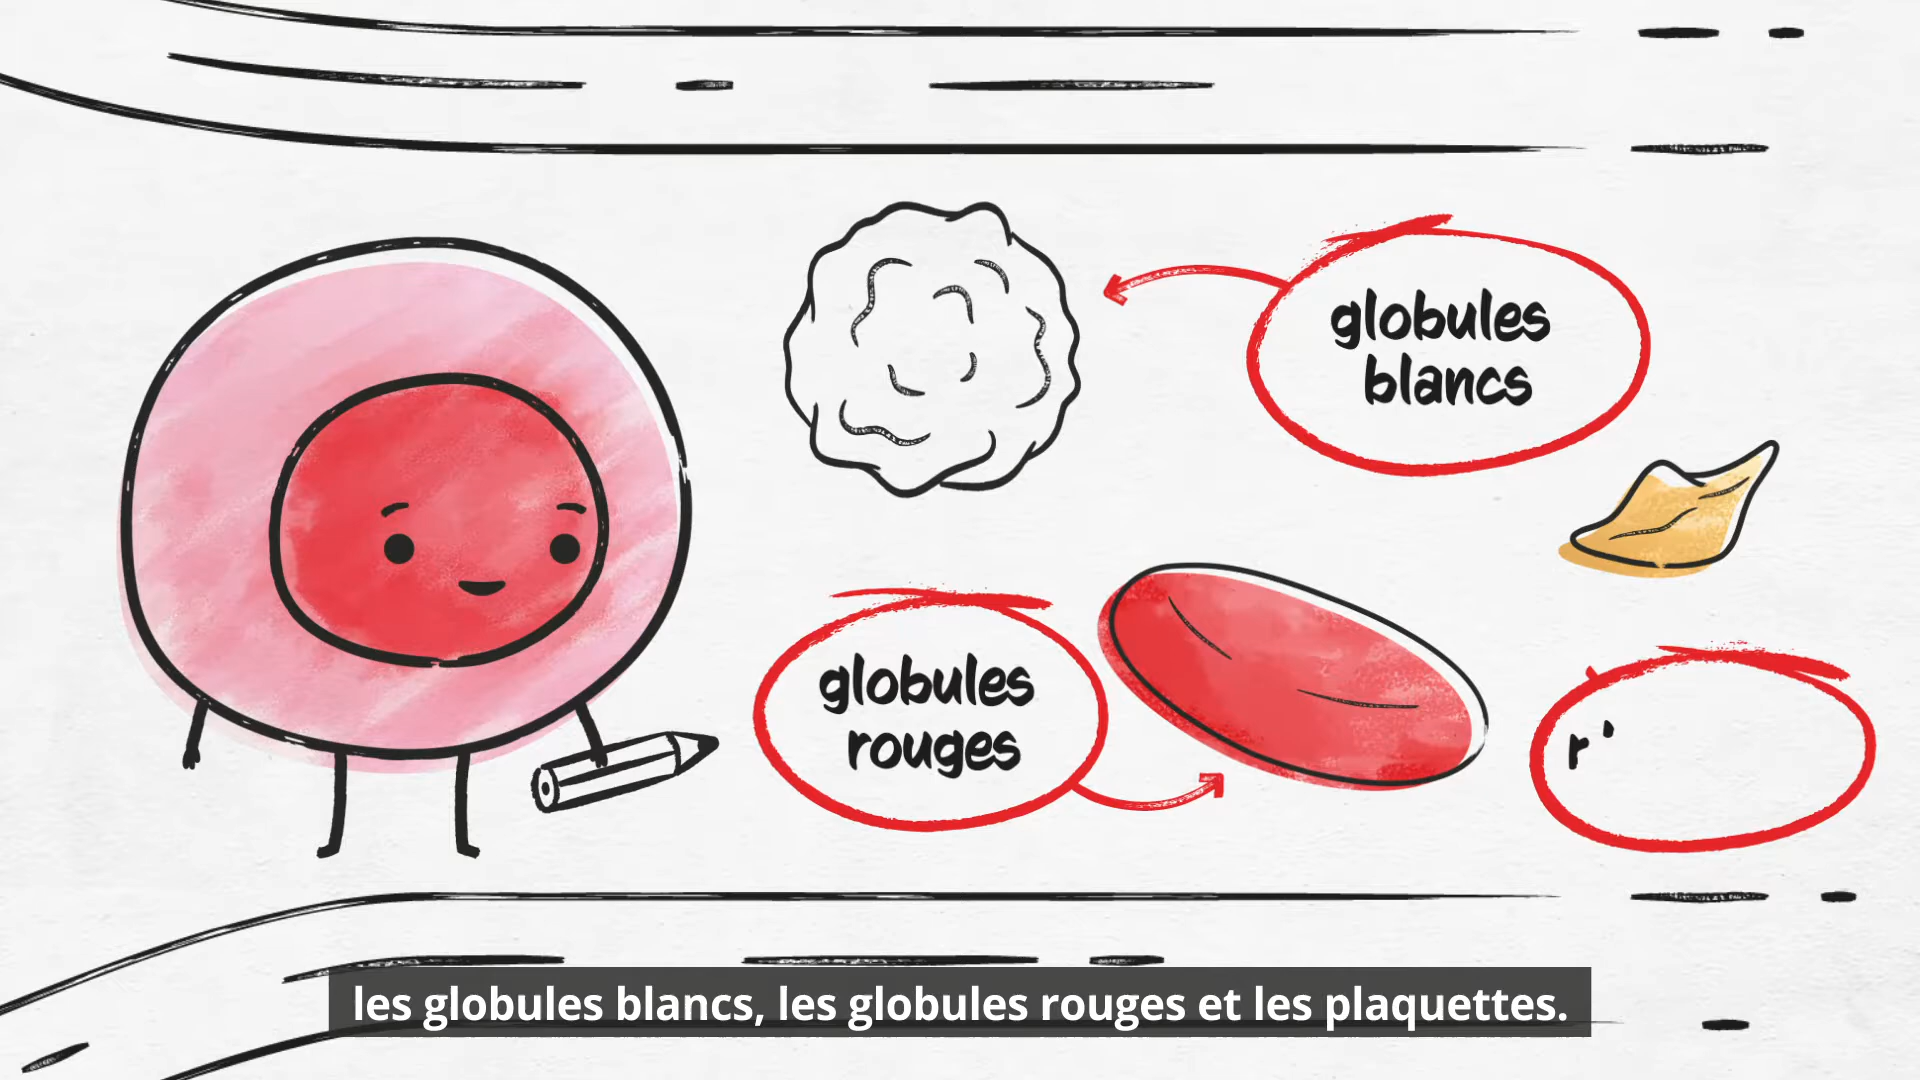 globules
blancs
globules
rouges
les globules blancs, les globules rouges et les plaquettes.